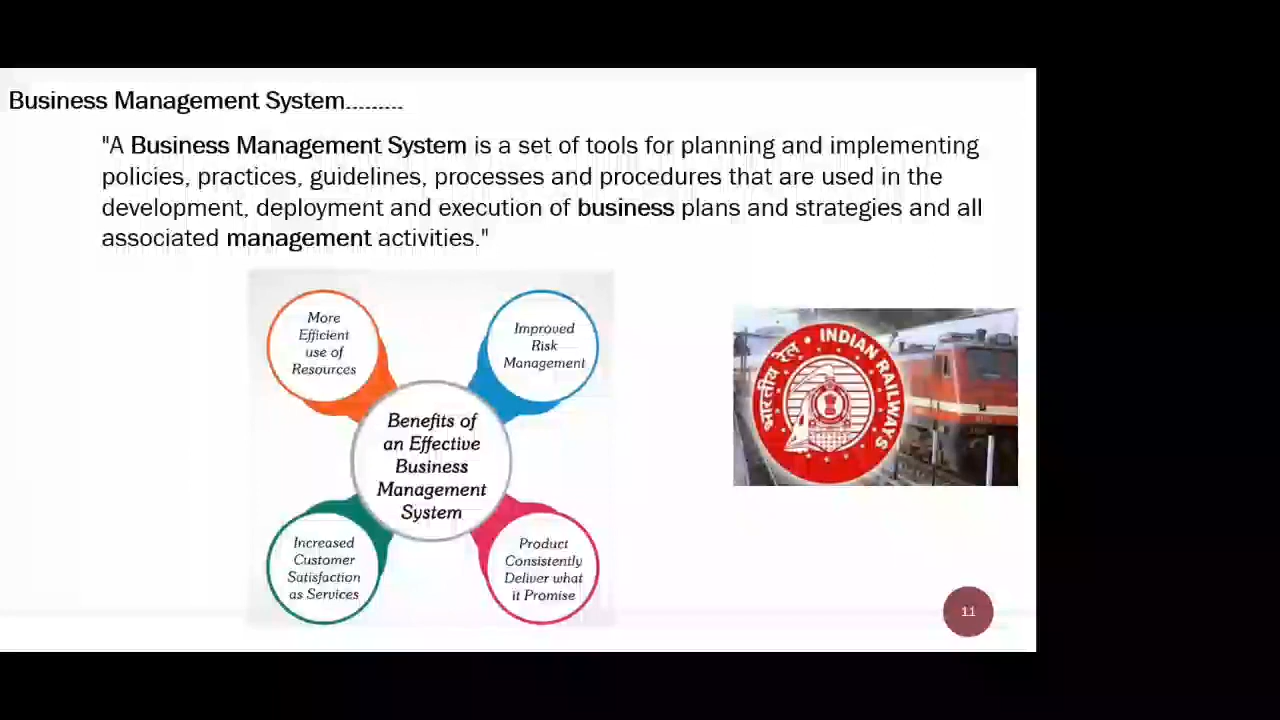 Business Management System.........
"A Business Management System is a set of tools for planning and implementing
policies, practices, guidelines, processes and procedures that are used in the
development, deployment and execution of business plans and strategies and all
associated management activities."
More
Efficient
use of
Resources
Improved
Risk
Management
Benefits of
an Effective
Business
Management
System
Increased
Customer
Satisfaction
as Services
Product
Consistently
Deliver what
it Promise
भारतीय रेल • INDIAN RAILWAYS
11